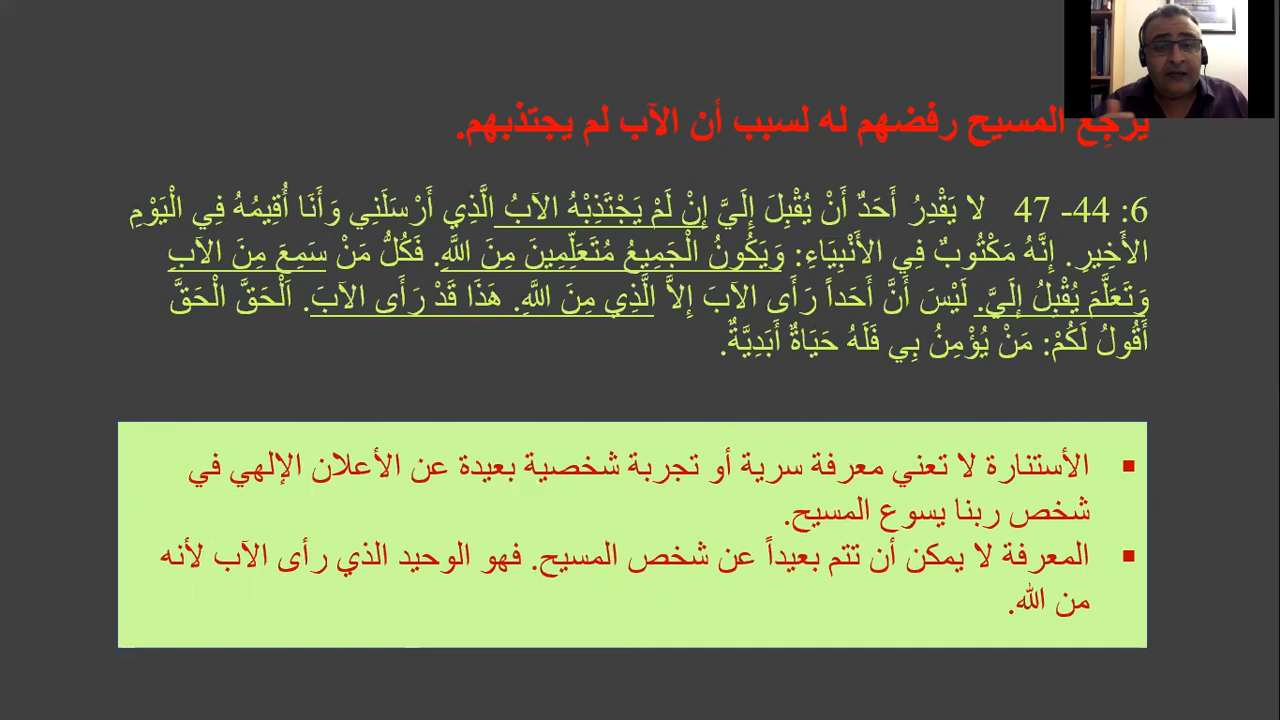 يرجِع المسيح رفضهم له لسبب أن الآب لم يجتذبهم.
6: 44- 47 لا يَقْدِرُ أَحَدٌ أَنْ يُقْبِلَ إِلَيَّ إِنْ لَمْ يَجْتَذِبْهُ الآبُ الَّذِي أَرْسَلَنِي وَأَنَا أُقِيمُهُ فِي الْيَوْمِ
الأَخِيرِ. إِنَّهُ مَكْتُوبٌ فِي الأَنْبِيَاءِ: وَيَكُونُ الْجَمِيعُ مُتَعَلِّمِينَ مِنَ اللَّهِ. فَكُلُّ مَنْ سَمِعَ مِنَ الآبِ
وَتَعَلَّمَ يُقْبِلُ إِلَيَّ. لَيْسَ أَنَّ أَحَداً رَأَى الآبَ إِلاَّ الَّذِي مِنَ اللَّهِ. هَذَا قَدْ رَأَى الآبَ. اَلْحَقَّ الْحَقَّ
أَقُولُ لَكُمْ: مَنْ يُؤْمِنُ بِي فَلَهُ حَيَاةٌ أَبَدِيَّةٌ.
▪ الأستنارة لا تعني معرفة سرية أو تجربة شخصية بعيدة عن الأعلان الإلهي في
شخص ربنا يسوع المسيح.
▪ المعرفة لا يمكن أن تتم بعيداً عن شخص المسيح. فهو الوحيد الذي رأى الآب لأنه
من الله.